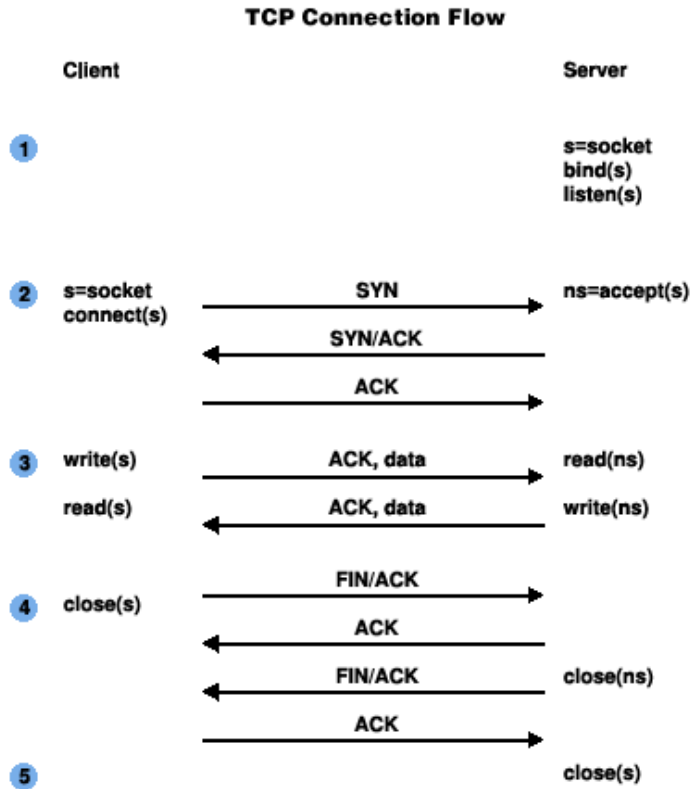 TCP Connection Flow
Client Server
1 s=socket
bind(s)
listen(s)
2 s=socket SYN ns=accept(s)
connect(s)
SYN/ACK
ACK
3 write(s) ACK, data read(ns)
read(s) ACK, data write(ns)
FIN/ACK
4 close(s)
ACK
FIN/ACK close(ns)
ACK
5 close(s)